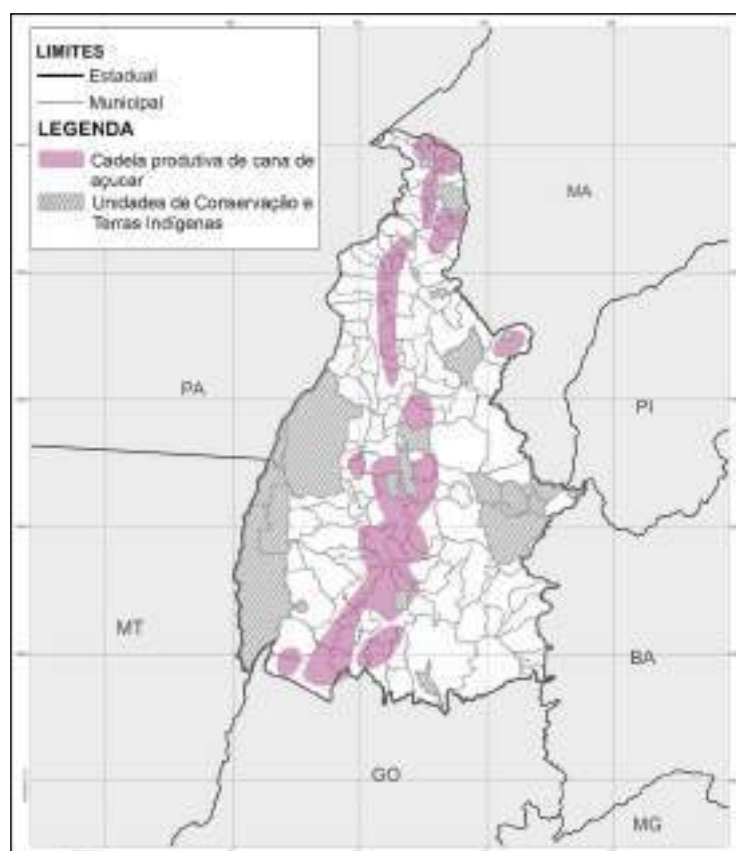 LIMITES
Estadual
Municipal
LEGENDA
Cadeia produtiva de cana de
açucar
Unidades de Conservação e
Terras Indígenas
MA
PA
PI
MT
BA
GO
MG